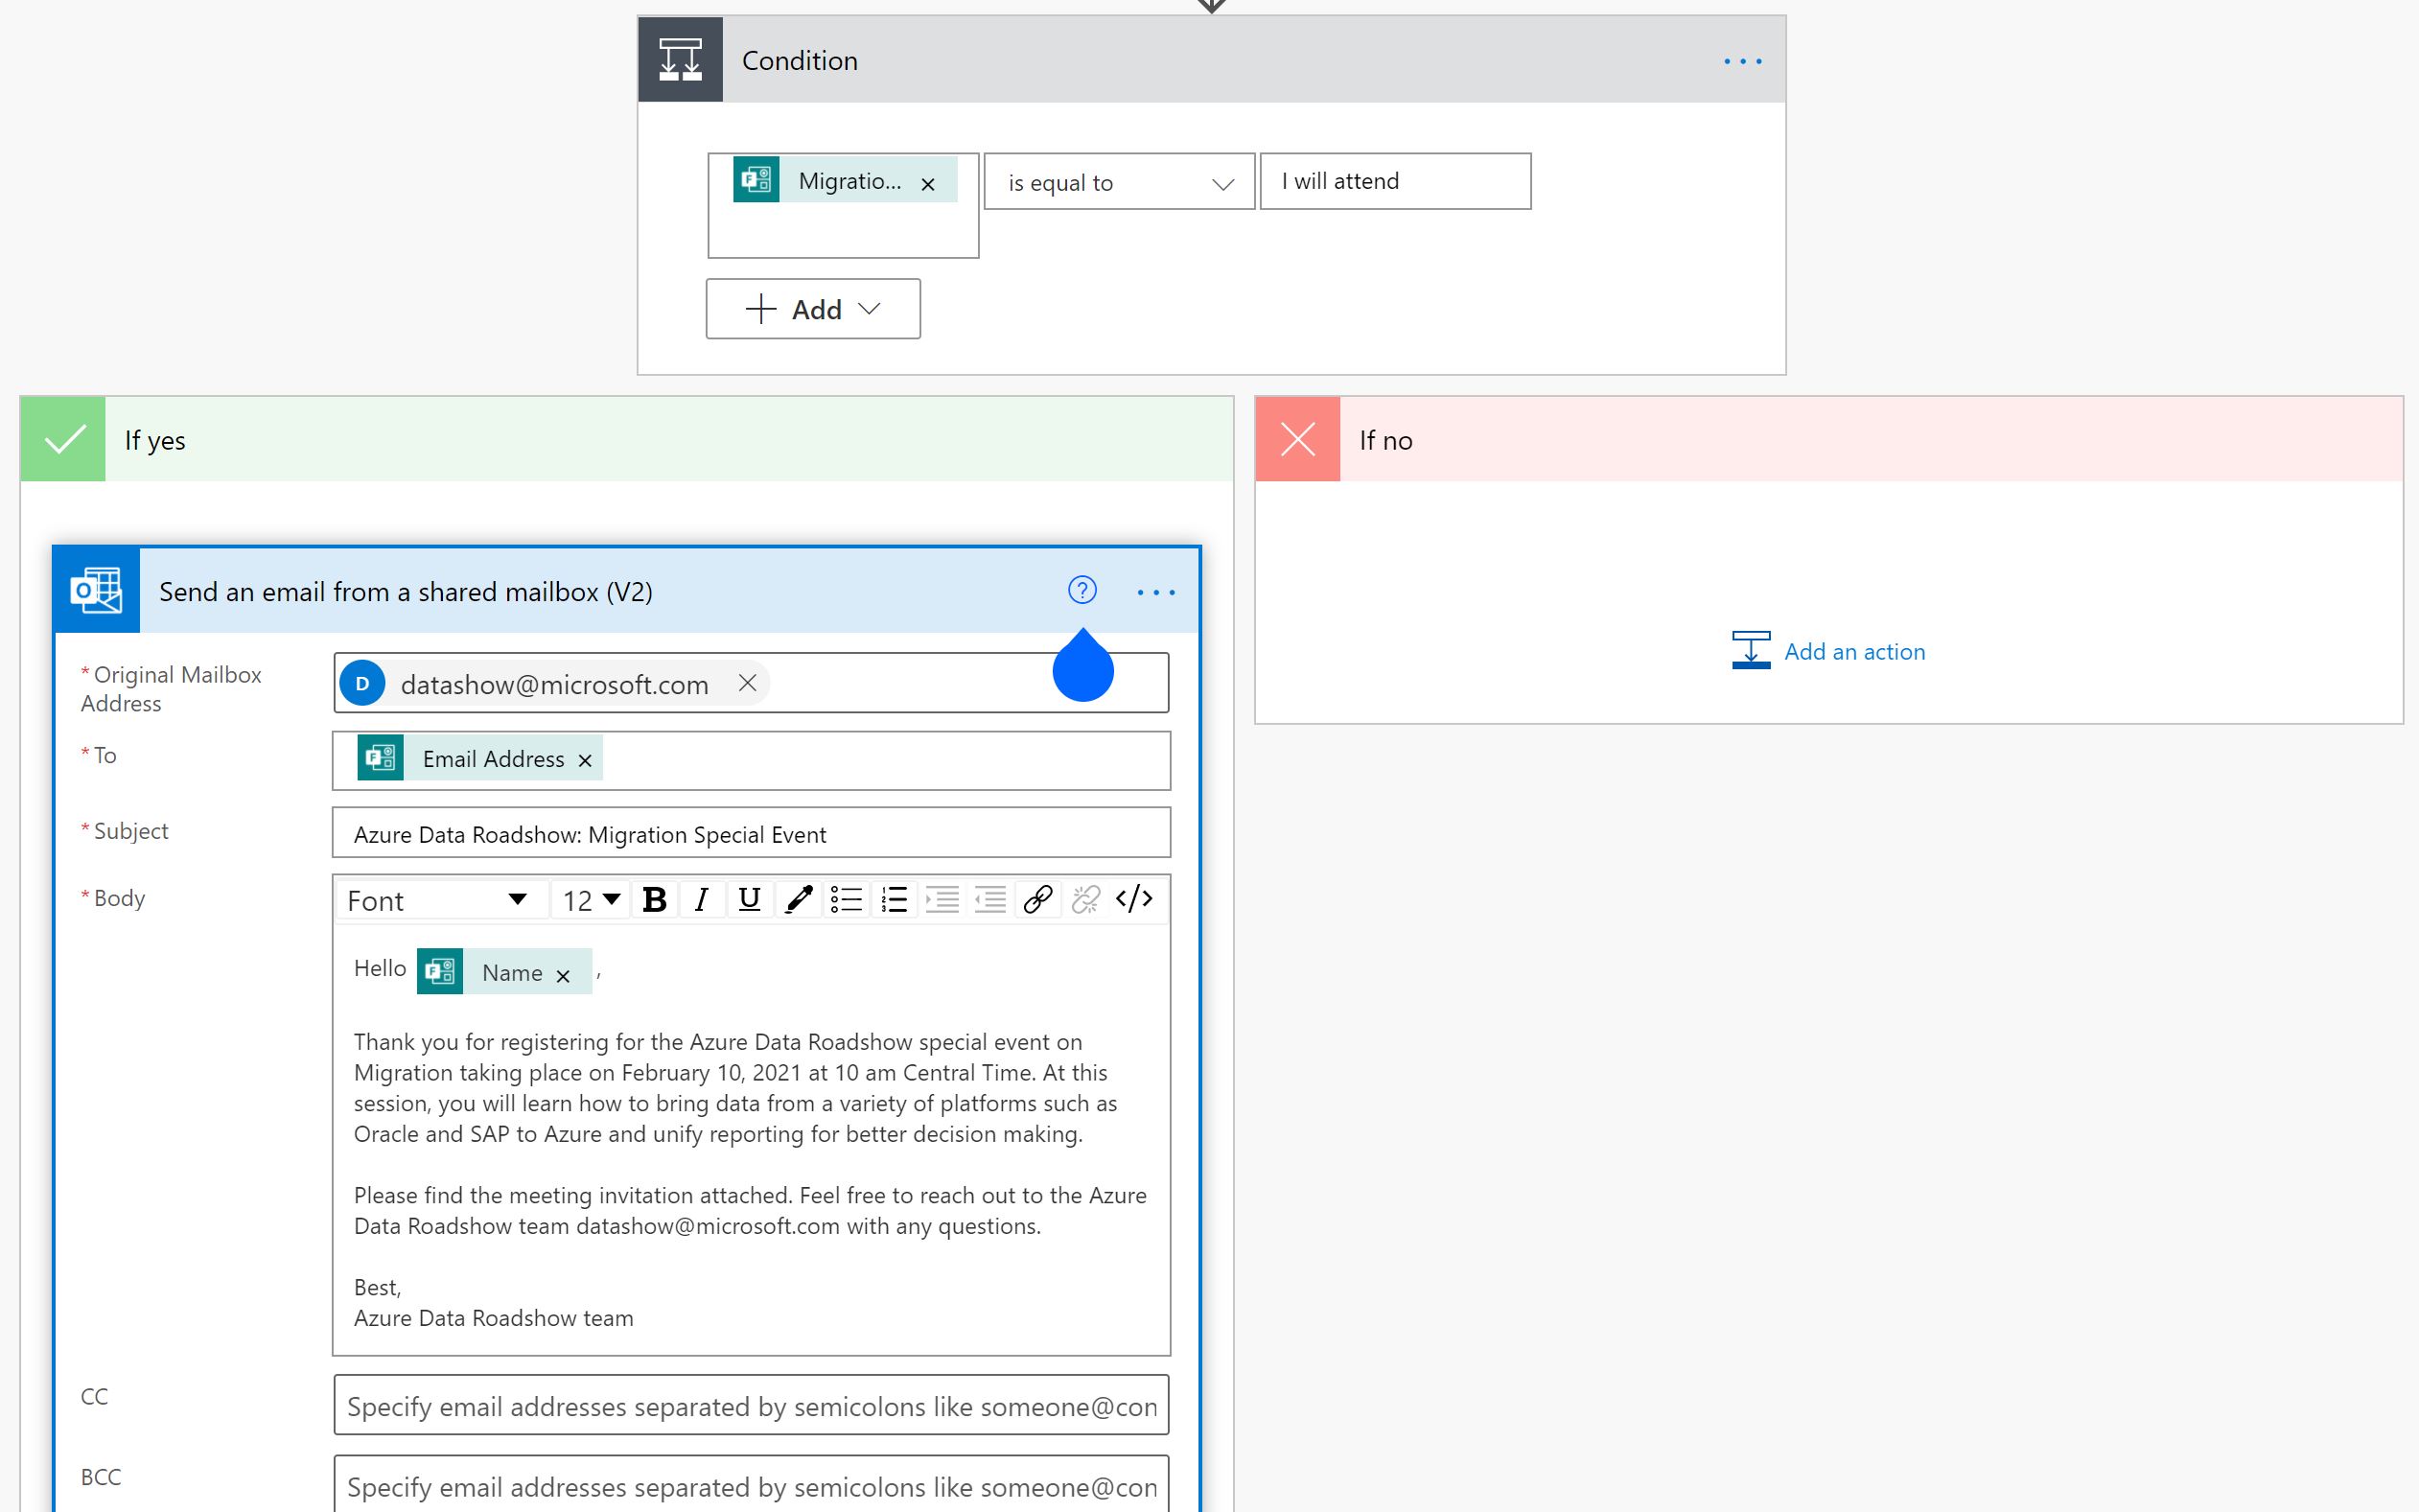 Condition
Migratio...
is equal to
I will attend
Add
If yes
If no
Send an email from a shared mailbox (V2)
Add an action
* Original Mailbox
Address
D datashow@microsoft.com
* To
Email Address
* Subject
Azure Data Roadshow: Migration Special Event
* Body
Font 12 B I U </>
Hello Name ,
Thank you for registering for the Azure Data Roadshow special event on
Migration taking place on February 10, 2021 at 10 am Central Time. At this
session, you will learn how to bring data from a variety of platforms such as
Oracle and SAP to Azure and unify reporting for better decision making.
Please find the meeting invitation attached. Feel free to reach out to the Azure
Data Roadshow team datashow@microsoft.com with any questions.
Best,
Azure Data Roadshow team
CC
Specify email addresses separated by semicolons like someone@con
BCC
Specify email addresses separated by semicolons like someone@con